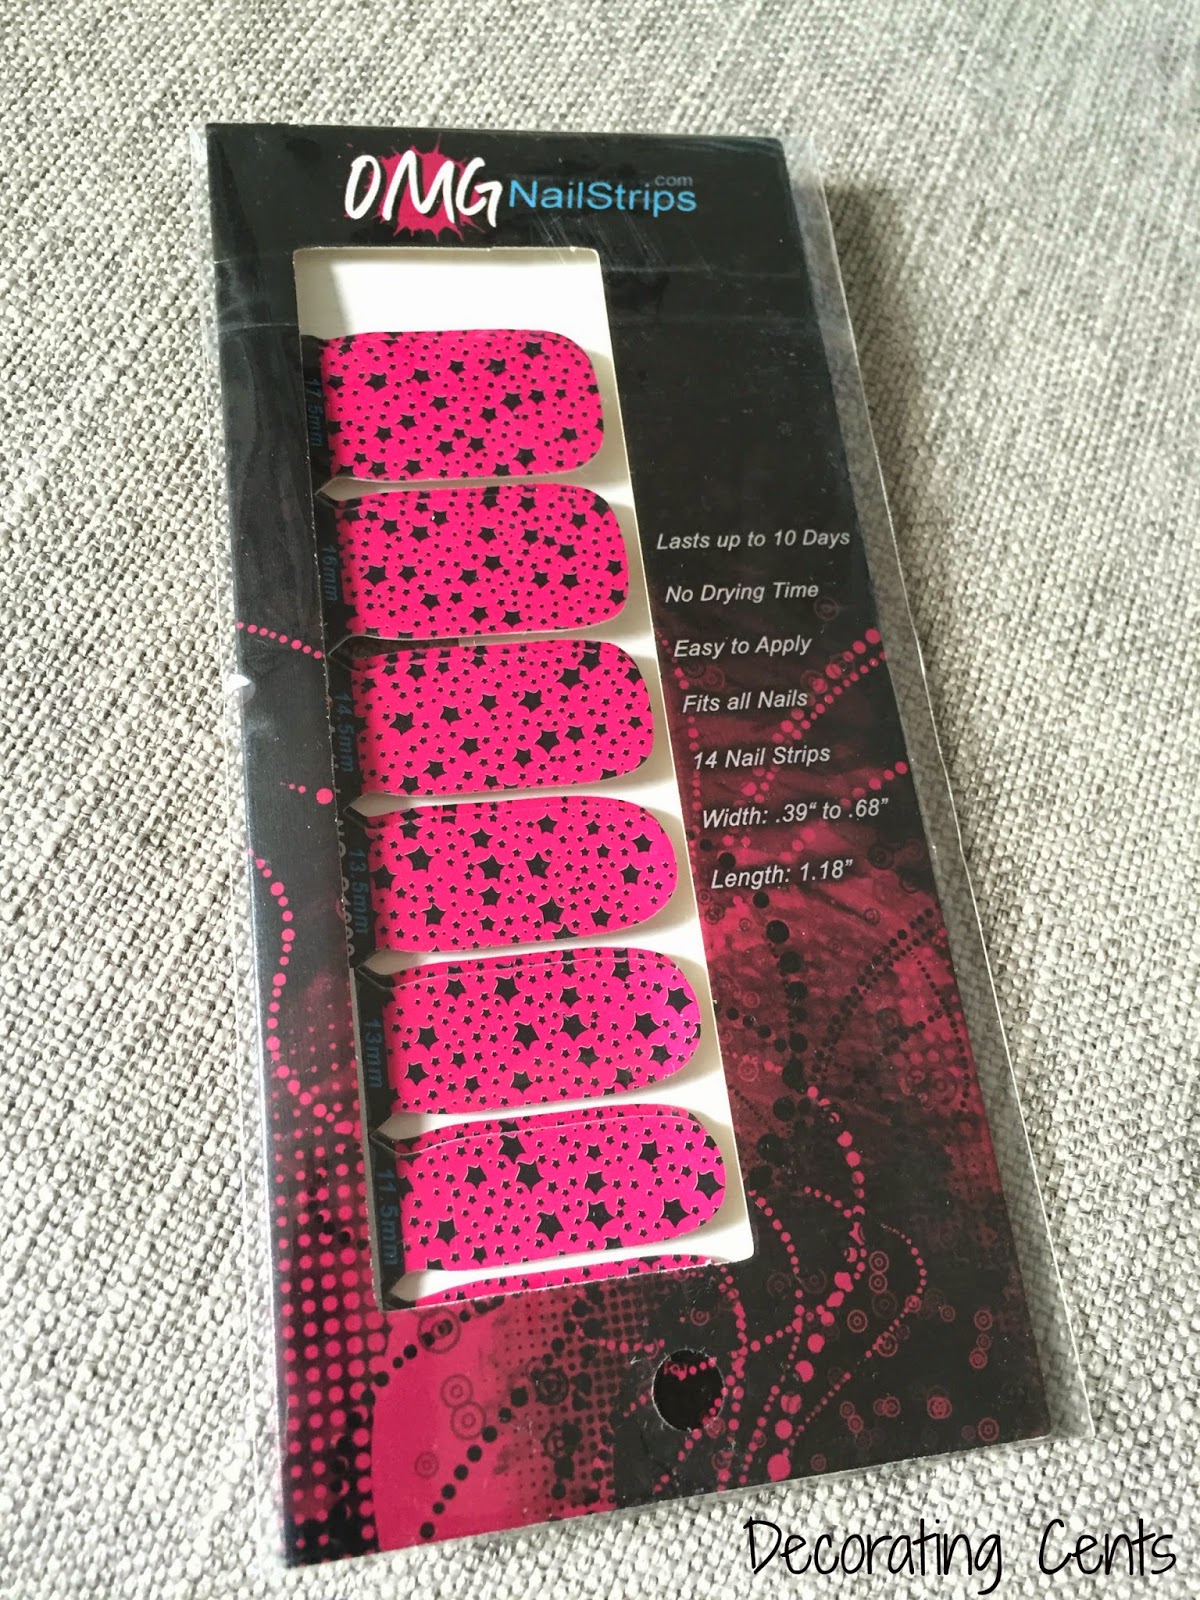 OMG NailStrips.com
17.5mm
16mm
14.5mm
13.5mm
13mm
11.5mm
Lasts up to 10 Days
No Drying Time
Easy to Apply
Fits all Nails
14 Nail Strips
Width: .39“ to .68”
Length: 1.18”
Decorating Cents